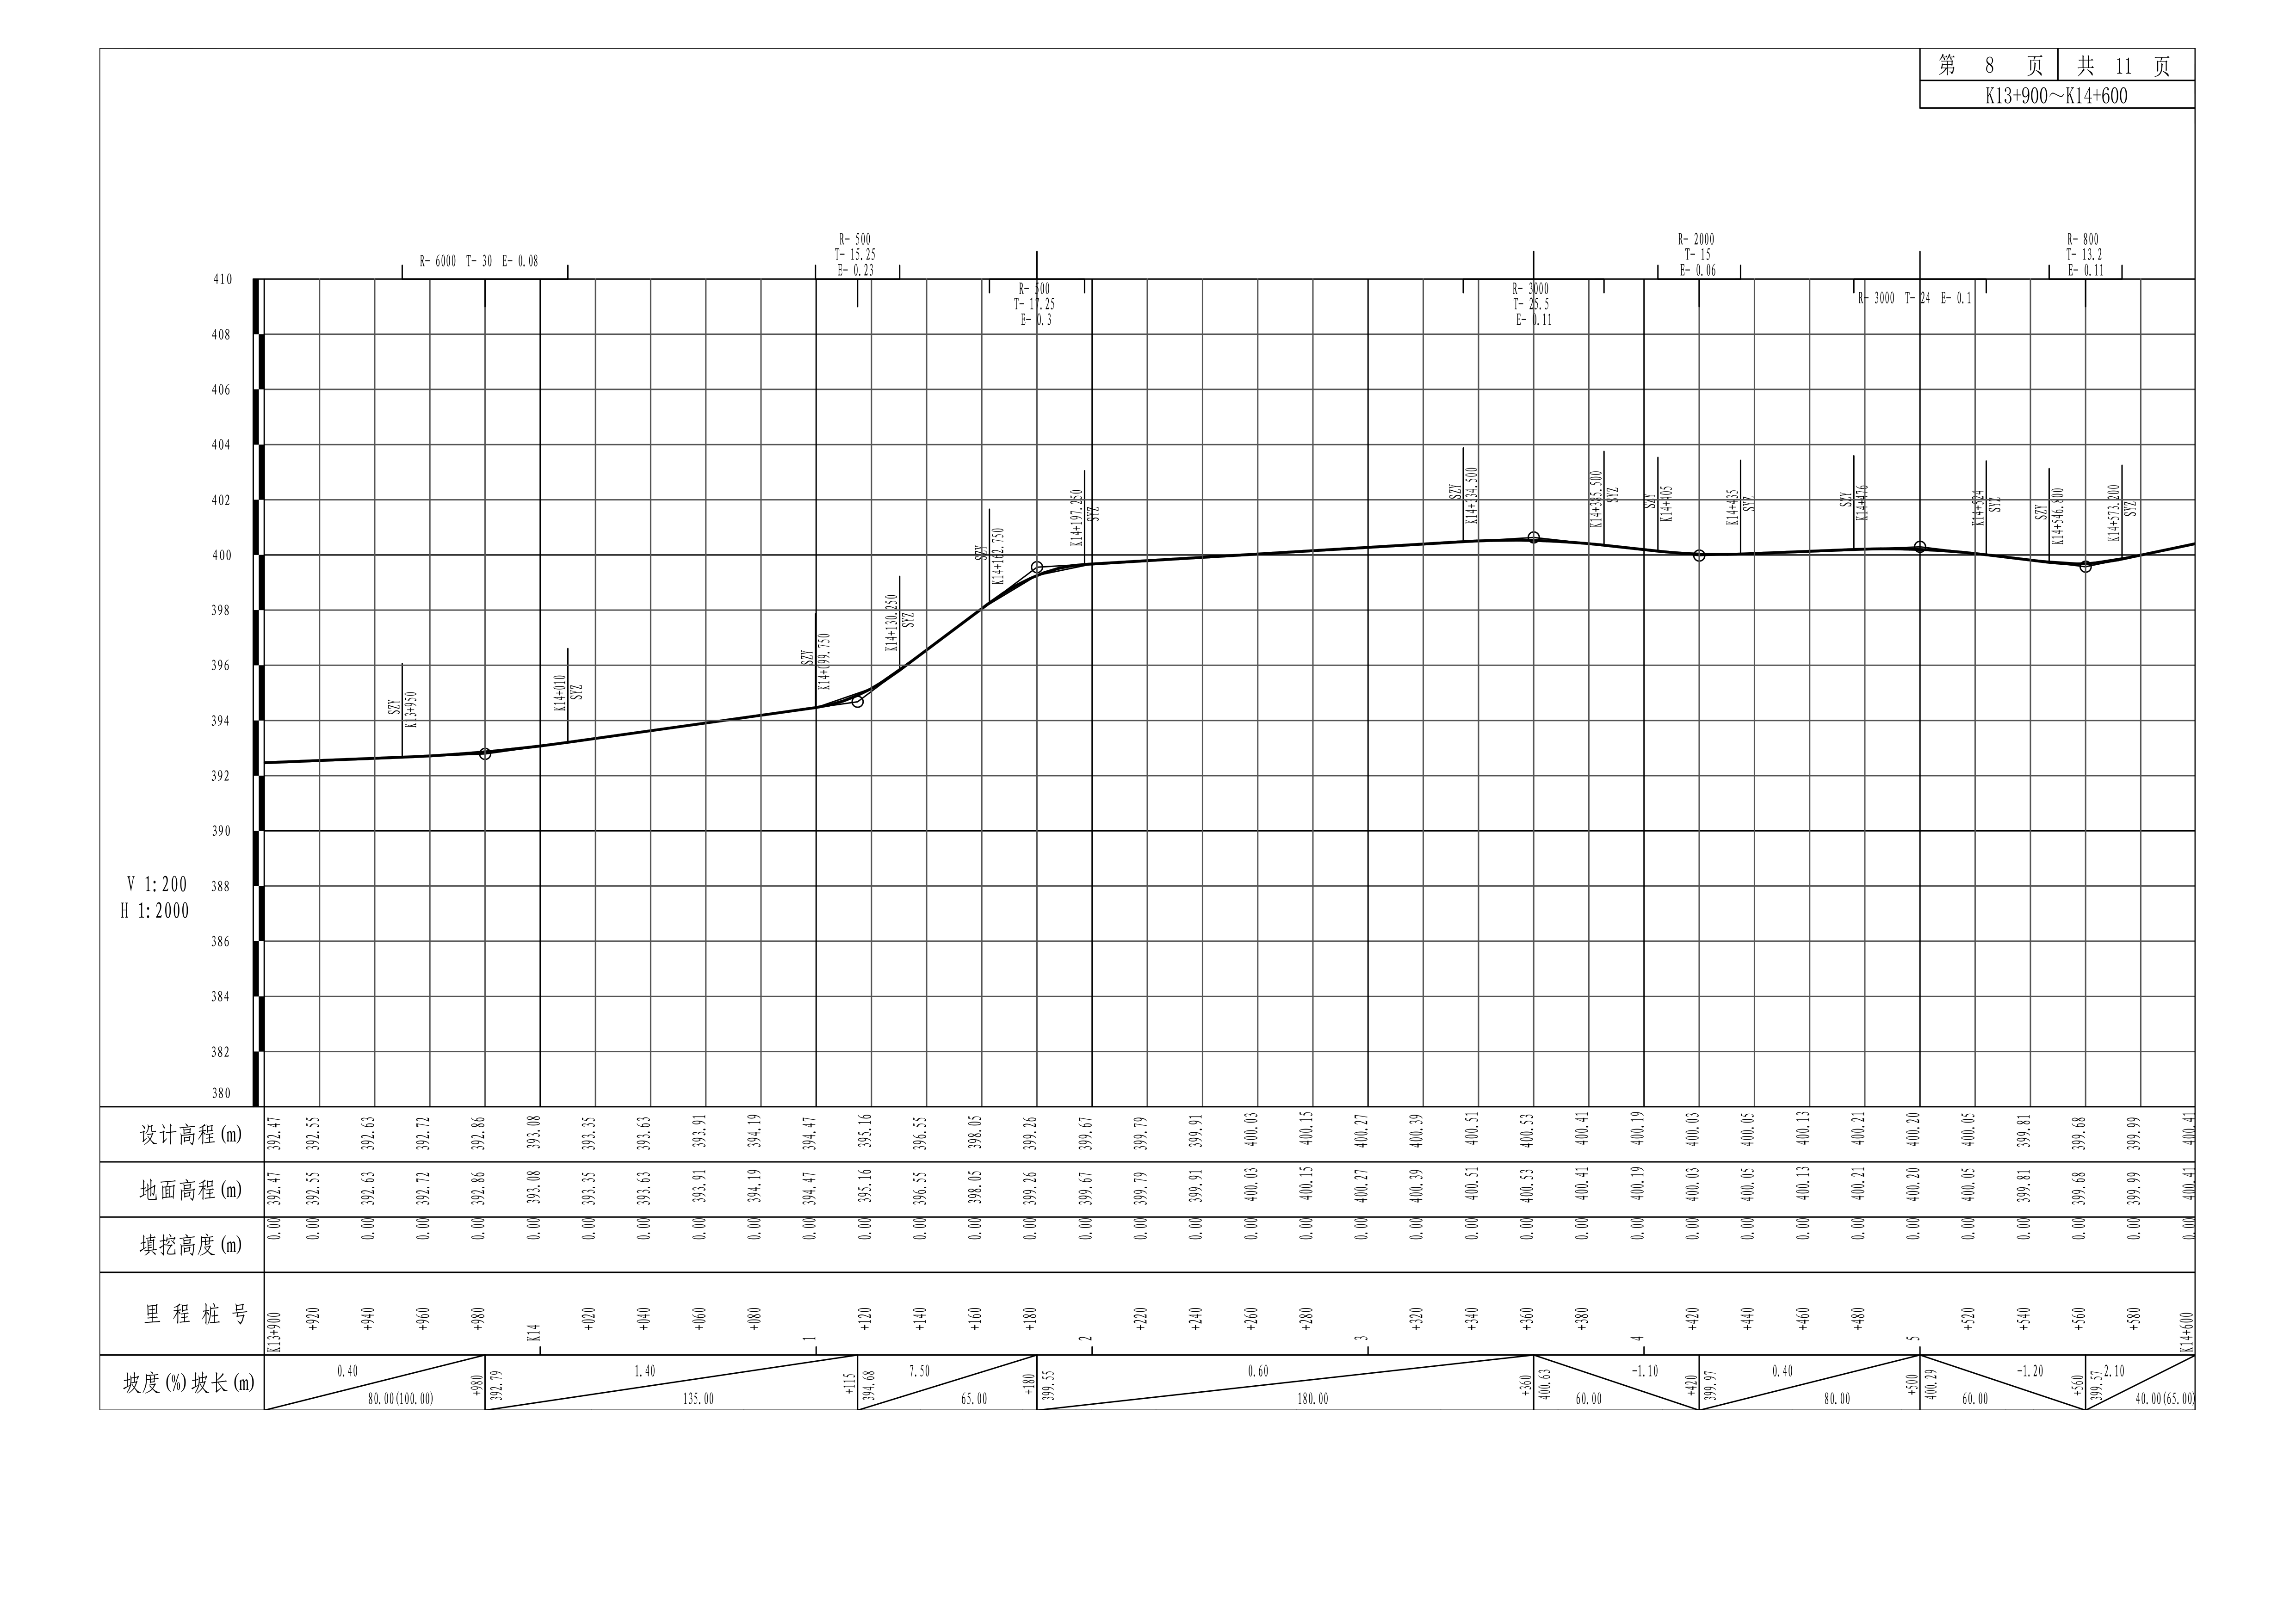 第 8 页 共 11 页
K13+900～K14+600
R- 6000 T- 30 E- 0.08
R- 500
T- 15.25
E- 0.23
R- 500
T- 17.25
E- 0.3
R- 3000
T- 25.5
E- 0.11
R- 2000
T- 15
E- 0.06
R- 3000 T- 24 E- 0.1
R- 800
T- 13.2
E- 0.11
410
408
406
404
402
400
398
396
394
392
390
388
386
384
382
380
V 1:200
H 1:2000
SZY
K13+950
K14+010
SYZ
SZY
K14+099.750
K14+130.250
SYZ
SZY
K14+162.750
K14+197.250
SYZ
SZY
K14+334.500
K14+385.500
SYZ
SZY
K14+405
K14+435
SYZ
SZY
K14+476
K14+524
SYZ
SZY
K14+546.800
K14+573.200
SYZ
设计高程(m) 392.47 392.55 392.63 392.72 392.86 393.08 393.35 393.63 393.91 394.19 394.47 395.16 396.55 398.05 399.26 399.67 399.79 399.91 400.03 400.15 400.27 400.39 400.51 400.53 400.41 400.19 400.03 400.05 400.13 400.21 400.20 400.05 399.81 399.68 399.99 400.41
地面高程(m) 392.47 392.55 392.63 392.72 392.86 393.08 393.35 393.63 393.91 394.19 394.47 395.16 396.55 398.05 399.26 399.67 399.79 399.91 400.03 400.15 400.27 400.39 400.51 400.53 400.41 400.19 400.03 400.05 400.13 400.21 400.20 400.05 399.81 399.68 399.99 400.41
填挖高度(m) 0.00 0.00 0.00 0.00 0.00 0.00 0.00 0.00 0.00 0.00 0.00 0.00 0.00 0.00 0.00 0.00 0.00 0.00 0.00 0.00 0.00 0.00 0.00 0.00 0.00 0.00 0.00 0.00 0.00 0.00 0.00 0.00 0.00 0.00 0.00 0.00
里 程 桩 号 K13+900 +920 +940 +960 +980 K14 +020 +040 +060 +080 1 +120 +140 +160 +180 2 +220 +240 +260 +280 3 +320 +340 +360 +380 4 +420 +440 +460 +480 5 +520 +540 +560 +580 K14+600
坡度(%)坡长(m)
0.40
80.00(100.00)
+980
392.79
1.40
135.00
+115
394.68
7.50
65.00
+180
399.55
0.60
180.00
+360
400.63
-1.10
60.00
+420
399.97
0.40
80.00
+500
400.29
-1.20
60.00
+560
399.57
2.10
40.00(65.00)